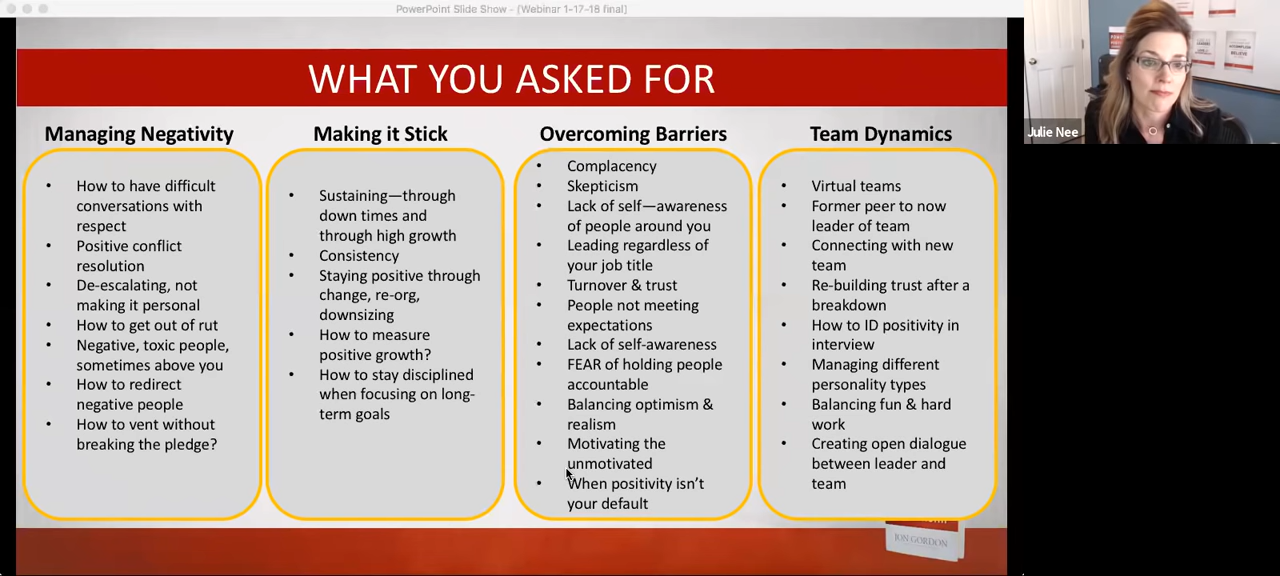 PowerPoint Slide Show - [Webinar 1-17-18 final]
WHAT YOU ASKED FOR
Managing Negativity
• How to have difficult
conversations with
respect
• Positive conflict
resolution
• De-escalating, not
making it personal
• How to get out of rut
• Negative, toxic people,
sometimes above you
• How to redirect
negative people
• How to vent without
breaking the pledge?
Making it Stick
• Sustaining—through
down times and
through high growth
• Consistency
• Staying positive through
change, re-org,
downsizing
• How to measure
positive growth?
• How to stay disciplined
when focusing on long-
term goals
Overcoming Barriers
• Complacency
• Skepticism
• Lack of self—awareness
of people around you
• Leading regardless of
your job title
• Turnover & trust
• People not meeting
expectations
• Lack of self-awareness
• FEAR of holding people
accountable
• Balancing optimism &
realism
• Motivating the
unmotivated
• When positivity isn't
your default
Team Dynamics
• Virtual teams
• Former peer to now
leader of team
• Connecting with new
team
• Re-building trust after a
breakdown
• How to ID positivity in
interview
• Managing different
personality types
• Balancing fun & hard
work
• Creating open dialogue
between leader and
team
JON GORDON
Julie Nee
BELIEVE